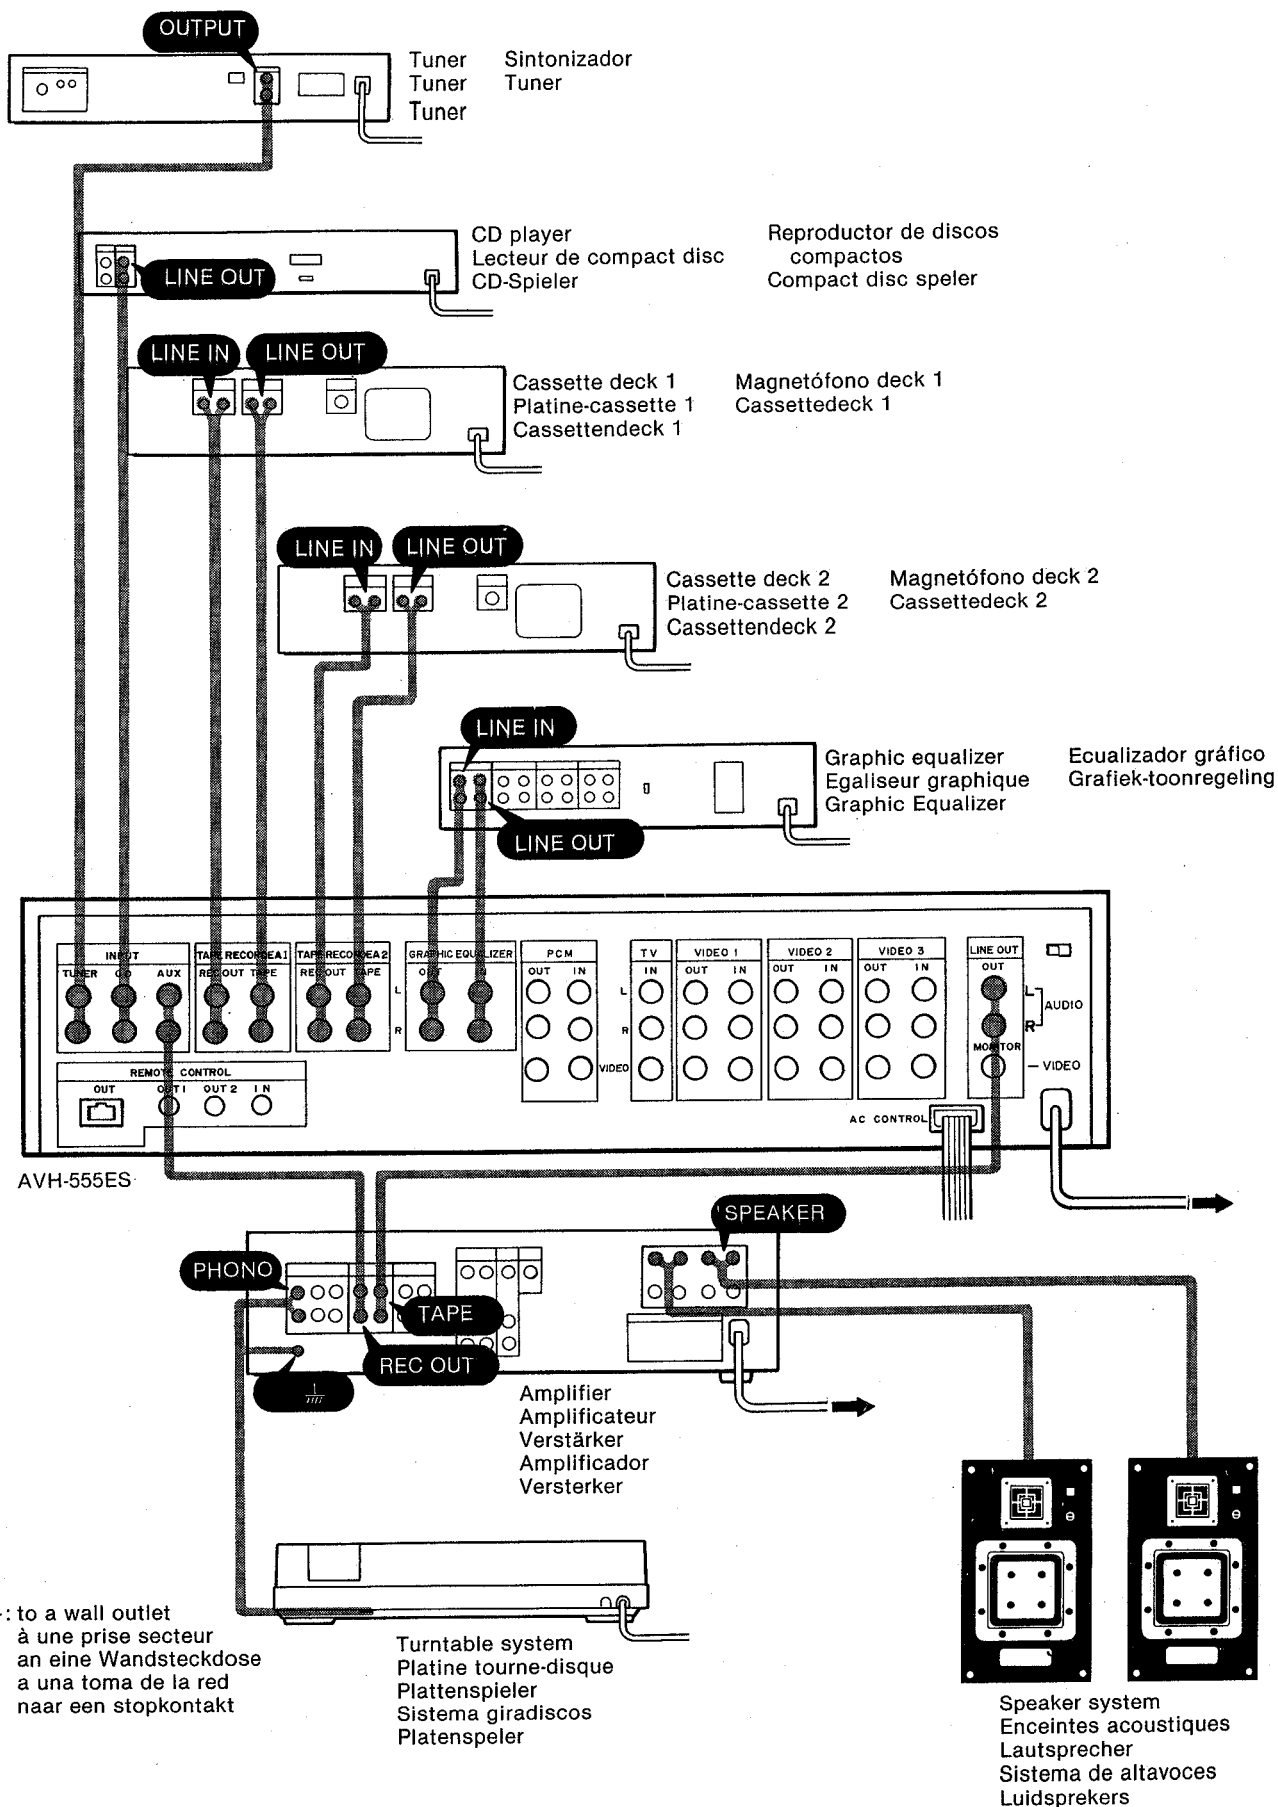 OUTPUT
Tuner Sintonizador
Tuner Tuner
Tuner
CD player Reproductor de discos
Lecteur de compact disc compactos
CD-Spieler Compact disc speler
LINE OUT
LINE IN LINE OUT
Cassette deck 1 Magnetófono deck 1
Platine-cassette 1 Cassettedeck 1
Cassettendeck 1
LINE IN LINE OUT
Cassette deck 2 Magnetófono deck 2
Platine-cassette 2 Cassettedeck 2
Cassettendeck 2
LINE IN
Graphic equalizer Ecualizador gráfico
Egaliseur graphique Grafiek-toonregeling
Graphic Equalizer
LINE OUT
INPUT TAPE RECORDEA1 TAPE RECORDEA2 GRAPHIC EQUALIZER PCM TV VIDEO 1 VIDEO 2 VIDEO 3 LINE OUT
TUNER CD AUX REC OUT TAPE REC OUT TAPE OUT IN OUT IN IN OUT IN OUT IN OUT IN OUT
L L L
AUDIO
R R R
MONITOR
VIDEO – VIDEO
REMOTE CONTROL
OUT OUT 1 OUT 2 IN
AC CONTROL
AVH-555ES
SPEAKER
PHONO
TAPE
REC OUT
Amplifier
Amplificateur
Verstärker
Amplificador
Versterker
: to a wall outlet
à une prise secteur
an eine Wandsteckdose
a una toma de la red
naar een stopkontakt
Turntable system
Platine tourne-disque
Plattenspieler
Sistema giradiscos
Platenspeler
Speaker system
Enceintes acoustiques
Lautsprecher
Sistema de altavoces
Luidsprekers